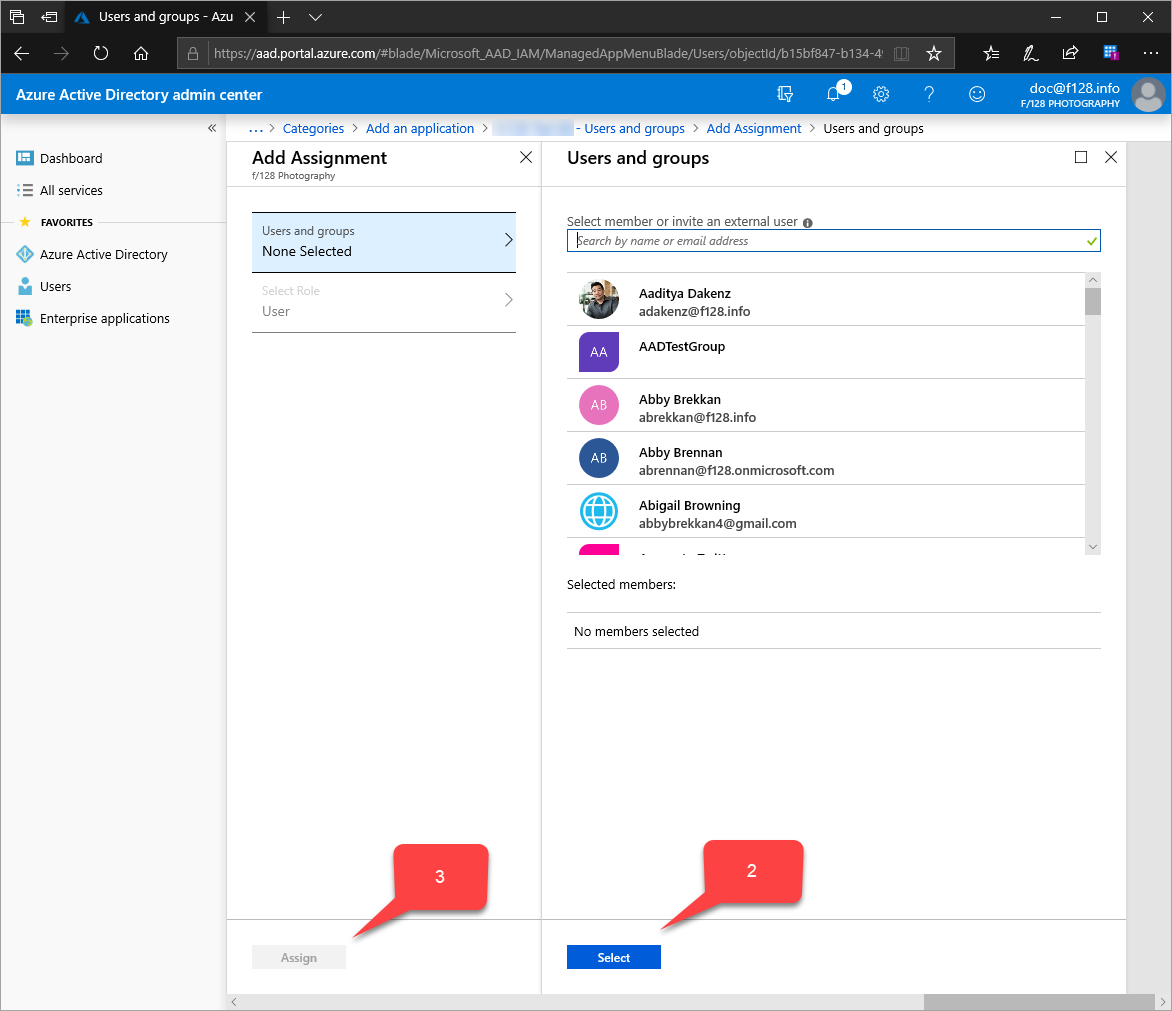 Users and groups - Azu
https://aad.portal.azure.com/#blade/Microsoft_AAD_IAM/ManagedAppMenuBlade/Users/objectId/b15bf847-b134-4
Azure Active Directory admin center
1
doc@f128.info
F/128 PHOTOGRAPHY
... > Categories > Add an application > - Users and groups > Add Assignment > Users and groups
Dashboard
All services
FAVORITES
Azure Active Directory
Users
Enterprise applications
Add Assignment
f/128 Photography
Users and groups
None Selected
Select Role
User
3
Assign
Users and groups
Select member or invite an external user
Search by name or email address
Aaditya Dakenz
adakenz@f128.info
AA
AADTestGroup
AB
Abby Brekkan
abrekkan@f128.info
AB
Abby Brennan
abrennan@f128.onmicrosoft.com
Abigail Browning
abbybrekkan4@gmail.com
Selected members:
No members selected
2
Select